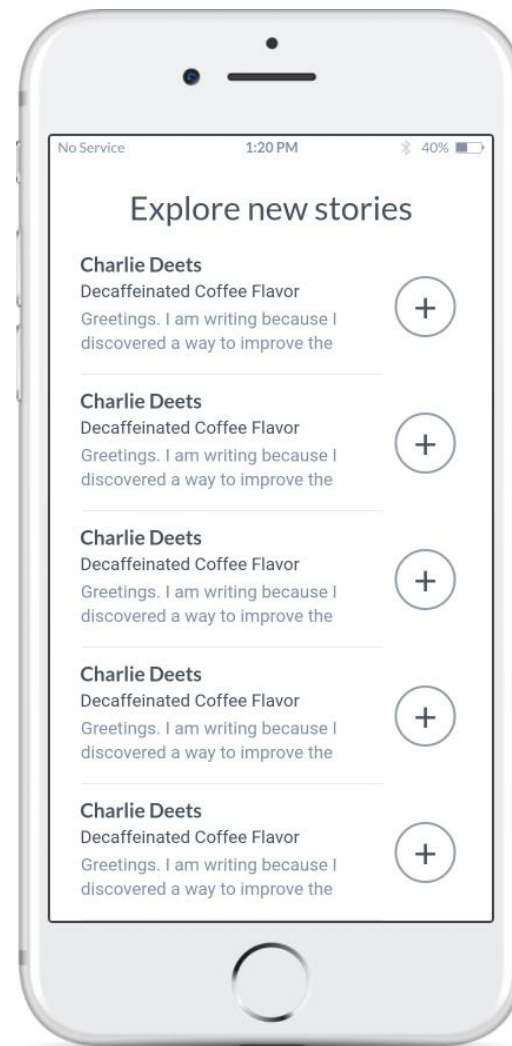 No Service 1:20 PM 40%
Explore new stories
Charlie Deets
Decaffeinated Coffee Flavor
Greetings. I am writing because I
discovered a way to improve the
+
Charlie Deets
Decaffeinated Coffee Flavor
Greetings. I am writing because I
discovered a way to improve the
+
Charlie Deets
Decaffeinated Coffee Flavor
Greetings. I am writing because I
discovered a way to improve the
+
Charlie Deets
Decaffeinated Coffee Flavor
Greetings. I am writing because I
discovered a way to improve the
+
Charlie Deets
Decaffeinated Coffee Flavor
Greetings. I am writing because I
discovered a way to improve the
+